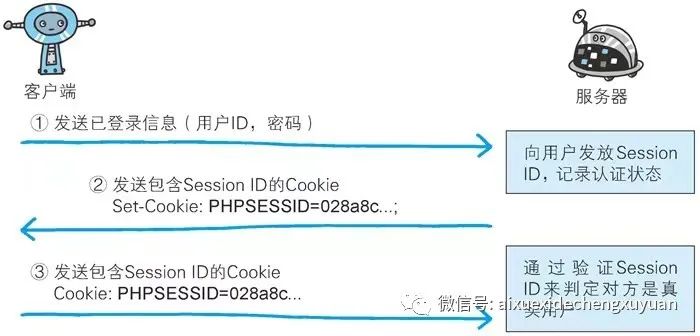 客户端
服务器
① 发送已登录信息（用户ID，密码）
向用户发放Session
ID，记录认证状态
② 发送包含Session ID的Cookie
Set-Cookie: PHPSESSID=028a8c...;
③ 发送包含Session ID的Cookie
Cookie: PHPSESSID=028a8c...
通过验证Session
ID来判定对方是真
实用户
微信号: aixuexidechengxuyuan